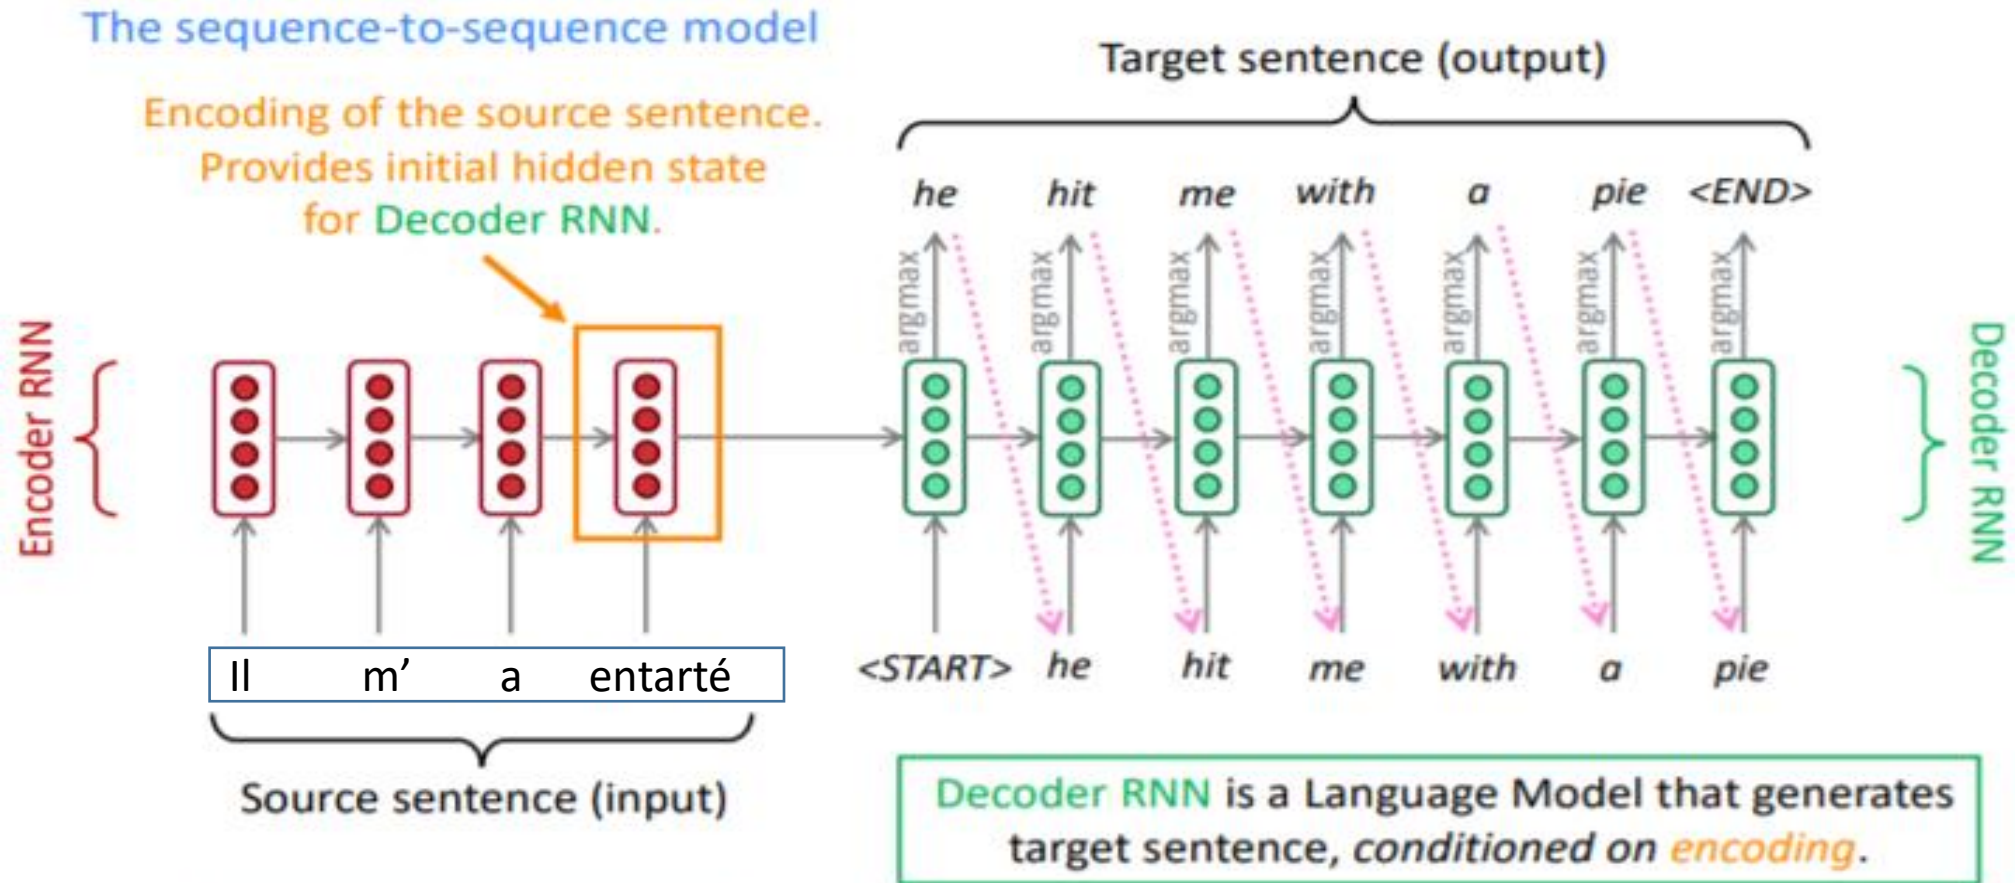 The sequence-to-sequence model
Encoding of the source sentence.
Provides initial hidden state
for Decoder RNN.
Target sentence (output)
he hit me with a pie <END>
argmax argmax argmax argmax argmax argmax argmax
Encoder RNN
Decoder RNN
Il m’ a entarté
<START> he hit me with a pie
Source sentence (input)
Decoder RNN is a Language Model that generates
target sentence, conditioned on encoding.